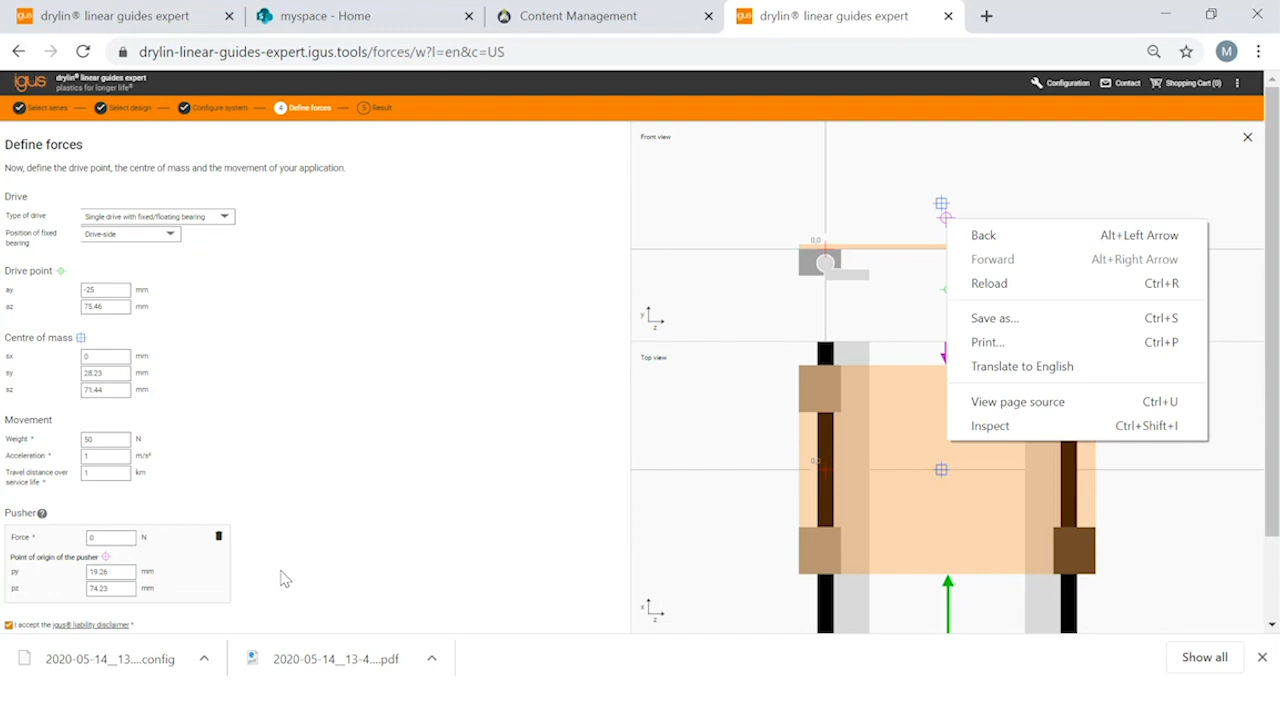 drylin® linear guides expert
myspace - Home
Content Management
drylin® linear guides expert
drylin-linear-guides-expert.igus.tools/forces/w?l=en&c=US
M
igus
drylin® linear guides expert
plastics for longer life®
Configuration
Contact
Shopping Cart (0)
Select series
Select design
Configure system
4 Define forces
5 Result
Define forces
Now, define the drive point, the centre of mass and the movement of your application.
Drive
Type of drive
Single drive with fixed/floating bearing
Position of fixed
bearing
Drive-side
Drive point
ay -25 mm
az 75.46 mm
Centre of mass
sx 0 mm
sy 28.23 mm
sz 71.44 mm
Movement
Weight * 50 N
Acceleration * 1 m/s²
Travel distance over
service life * 1 km
Pusher
Force * 0 N
Point of origin of the pusher
py 19.26 mm
pz 74.23 mm
I accept the igus® liability disclaimer *
Front view
0,0
y
z
Top view
0,0
x
z
Back Alt+Left Arrow
Forward Alt+Right Arrow
Reload Ctrl+R
Save as... Ctrl+S
Print... Ctrl+P
Translate to English
View page source Ctrl+U
Inspect Ctrl+Shift+I
2020-05-14__13....config
2020-05-14__13-4....pdf
Show all